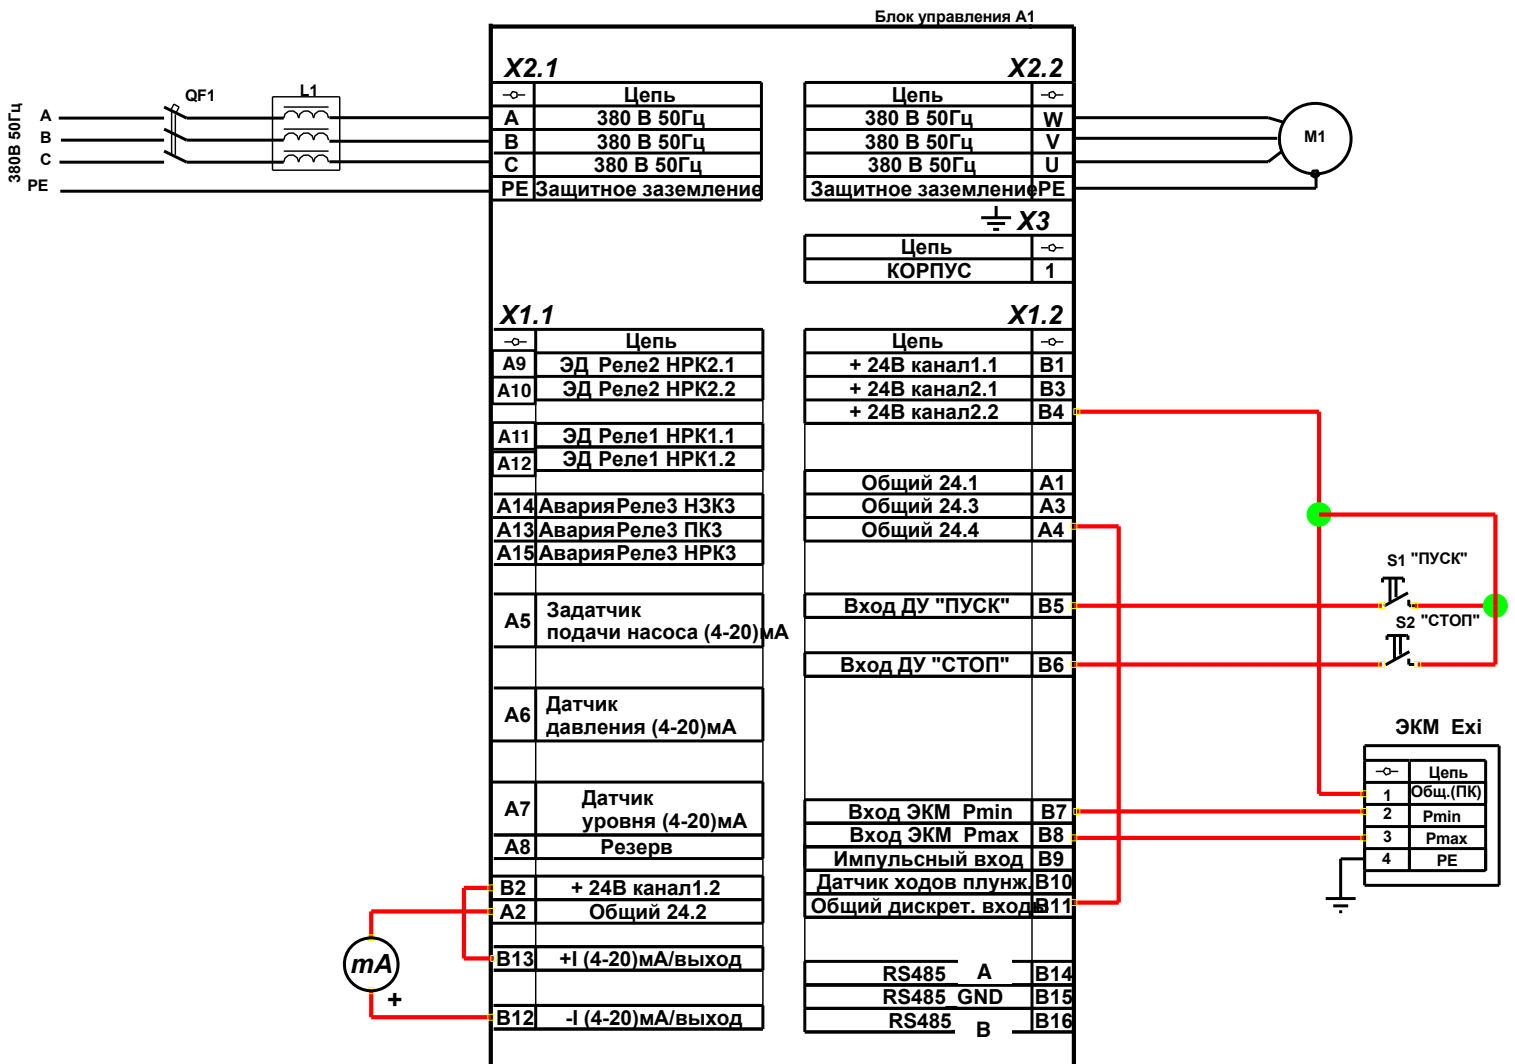 Блок управления А1
X2.1
Цепь
A 380 В 50Гц
B 380 В 50Гц
C 380 В 50Гц
PE Защитное заземление
X2.2
Цепь
380 В 50Гц W
380 В 50Гц V
380 В 50Гц U
Защитное заземление PE
380В 50Гц
A
B
C
PE
QF1
L1
M1
X3
Цепь
КОРПУС 1
X1.1
Цепь
A9 ЭД Реле2 НРК2.1
A10 ЭД Реле2 НРК2.2
A11 ЭД Реле1 НРК1.1
A12 ЭД Реле1 НРК1.2
A14 Авария Реле3 НЗК3
A13 Авария Реле3 ПК3
A15 Авария Реле3 НРК3
A5 Задатчик
подачи насоса (4-20)мА
A6 Датчик
давления (4-20)мА
A7 Датчик
уровня (4-20)мА
A8 Резерв
B2 + 24В канал1.2
A2 Общий 24.2
B13 +I (4-20)мА/выход
B12 -I (4-20)мА/выход
mA
+
X1.2
Цепь
+ 24В канал1.1 B1
+ 24В канал2.1 B3
+ 24В канал2.2 B4
Общий 24.1 A1
Общий 24.3 A3
Общий 24.4 A4
Вход ДУ "ПУСК" B5
Вход ДУ "СТОП" B6
Вход ЭКМ Pmin B7
Вход ЭКМ Pmax B8
Импульсный вход B9
Датчик ходов плунж. B10
Общий дискрет. входы B11
RS485 A B14
RS485_GND B15
RS485 B B16
S1 "ПУСК"
S2 "СТОП"
ЭКМ Exi
Цепь
1 Общ.(ПК)
2 Pmin
3 Pmax
4 PE